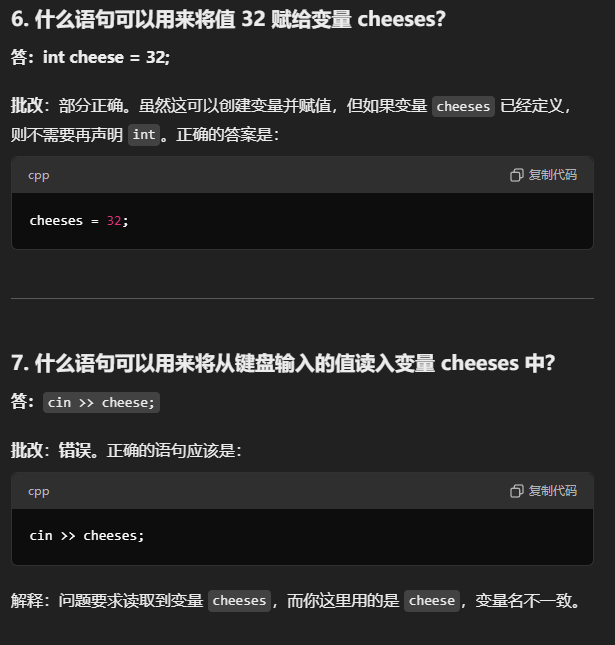 6. 什么语句可以用来将值 32 赋给变量 cheeses？
答：int cheese = 32;
批改：部分正确。虽然这可以创建变量并赋值，但如果变量 cheeses 已经定义，
则不需要再声明 int 。正确的答案是：
cpp 复制代码
cheeses = 32;
7. 什么语句可以用来将从键盘输入的值读入变量 cheeses 中？
答：cin >> cheese;
批改：错误。正确的语句应该是：
cpp 复制代码
cin >> cheeses;
解释：问题要求读取到变量 cheeses ，而你这里用的是 cheese ，变量名不一致。